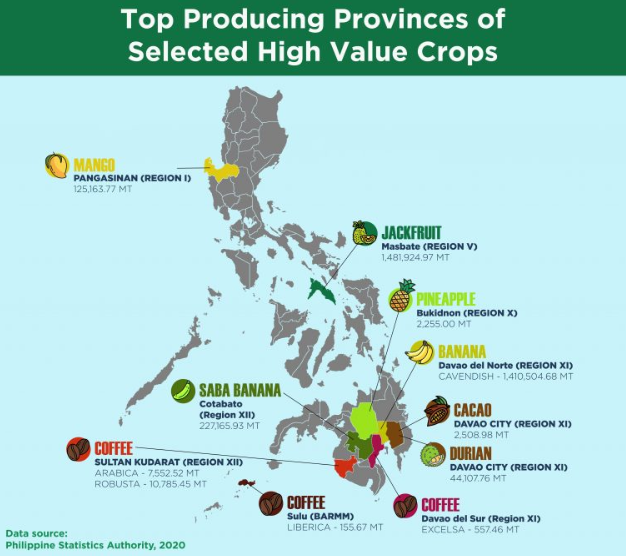 Top Producing Provinces of
Selected High Value Crops
MANGO
PANGASINAN (REGION I)
125,163.77 MT
JACKFRUIT
Masbate (REGION V)
1,481,924.97 MT
PINEAPPLE
Bukidnon (REGION X)
2,255.00 MT
BANANA
Davao del Norte (REGION XI)
CAVENDISH - 1,410,504.68 MT
SABA BANANA
Cotabato
(Region XII)
227,165.93 MT
CACAO
DAVAO CITY (REGION XI)
2,508.98 MT
COFFEE
SULTAN KUDARAT (REGION XII)
ARABICA - 7,552.52 MT
ROBUSTA - 10,785.45 MT
DURIAN
DAVAO CITY (REGION XI)
44,107.76 MT
COFFEE
Sulu (BARMM)
LIBERICA - 155.67 MT
COFFEE
Davao del Sur (Region XI)
EXCELSA - 557.46 MT
Data source:
Philippine Statistics Authority, 2020